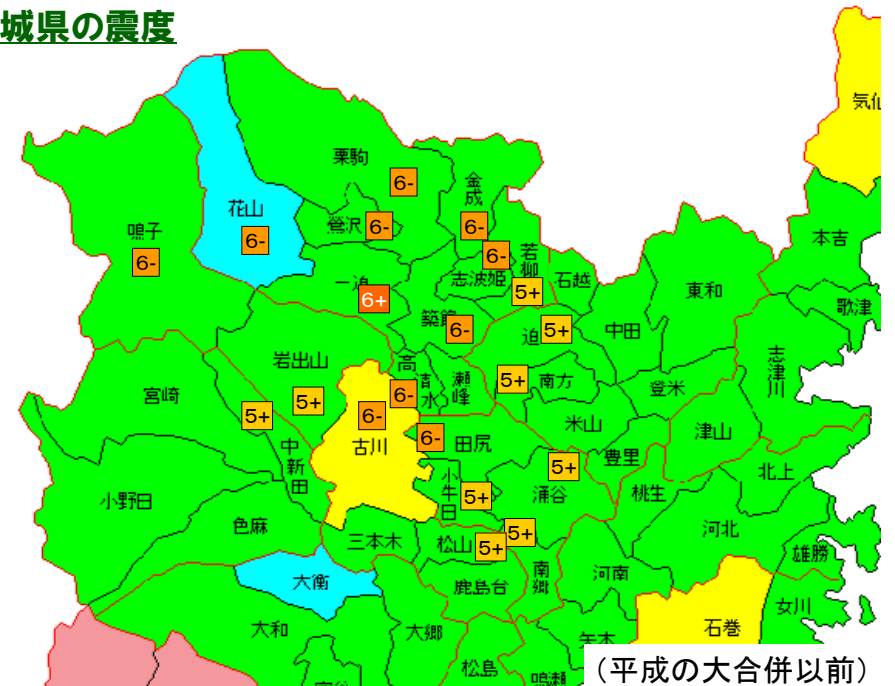 城県の震度
気仙
栗駒
6-
金成
花山
6-
鶯沢
6-
6-
鳴子
6-
本吉
6-
若柳
一迫
6+
志波姫
5+
石越
東和
歌津
築館
6-
迫
5+
中田
岩出山
高清水
瀬峰
志津川
宮崎
5+
5+
6-
5+
南方
登米
6-
古川
6-
田尻
米山
津山
中新田
豊里
小牛田
5+
5+
涌谷
北上
小野田
桃生
色麻
三本木
松山
5+
5+
河北
雄勝
大衡
鹿島台
南郷
河南
女川
大和
大郷
石巻
矢本
松島
鳴瀬
(平成の大合併以前)